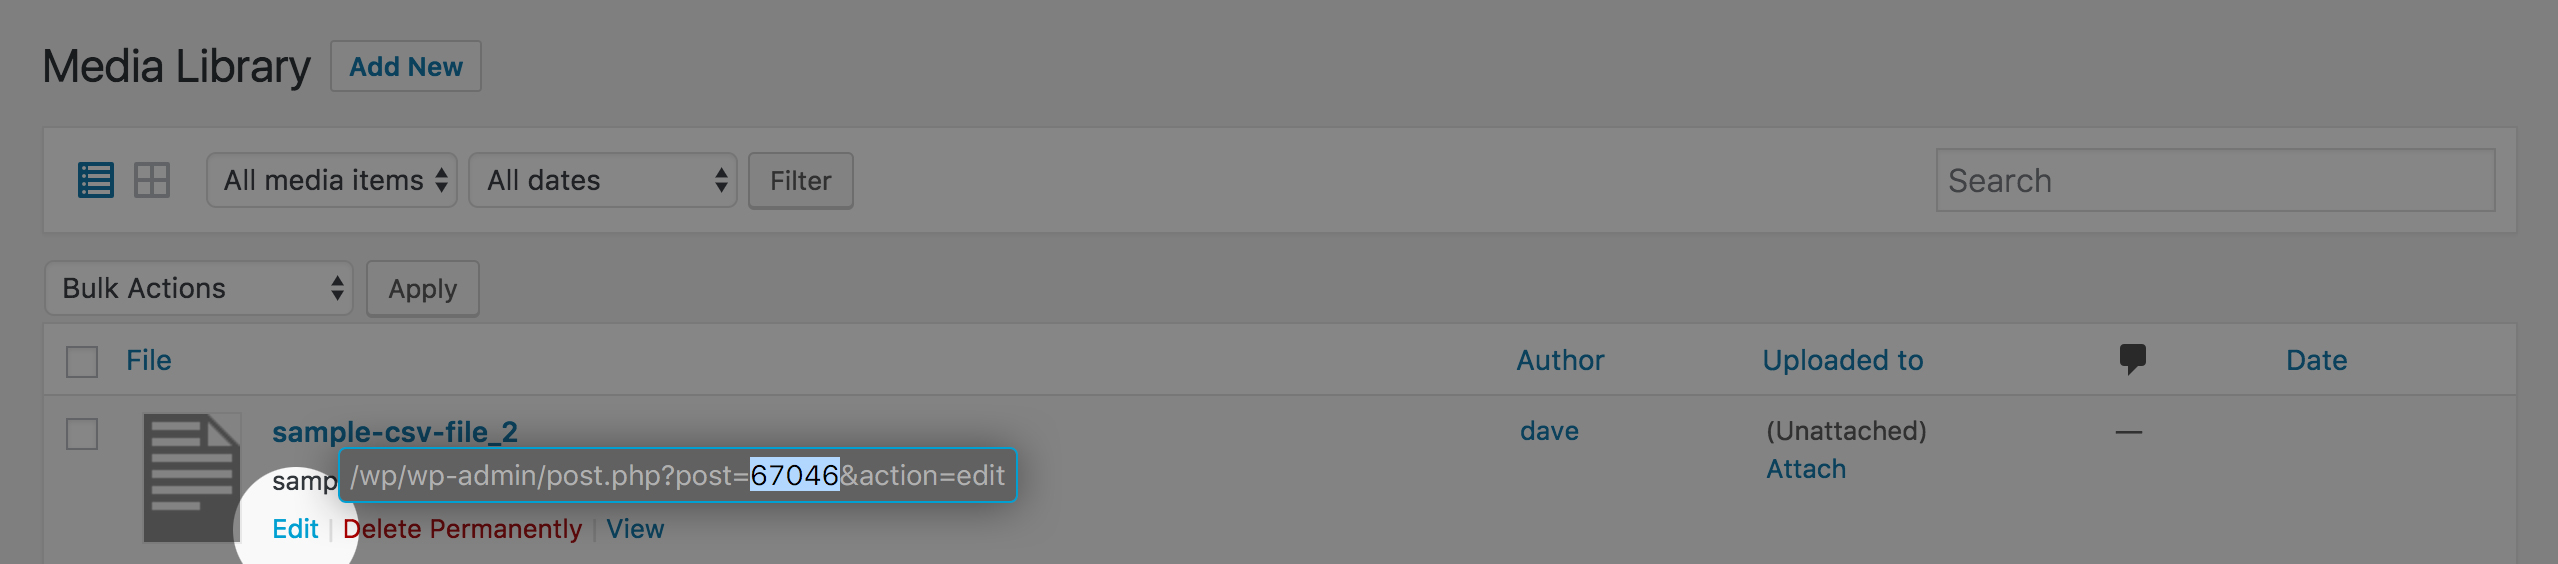 Media Library Add New
All media items All dates Filter Search
Bulk Actions Apply
File Author Uploaded to Date
sample-csv-file_2 dave (Unattached) —
samp /wp/wp-admin/post.php?post=67046&action=edit Attach
Edit | Delete Permanently | View